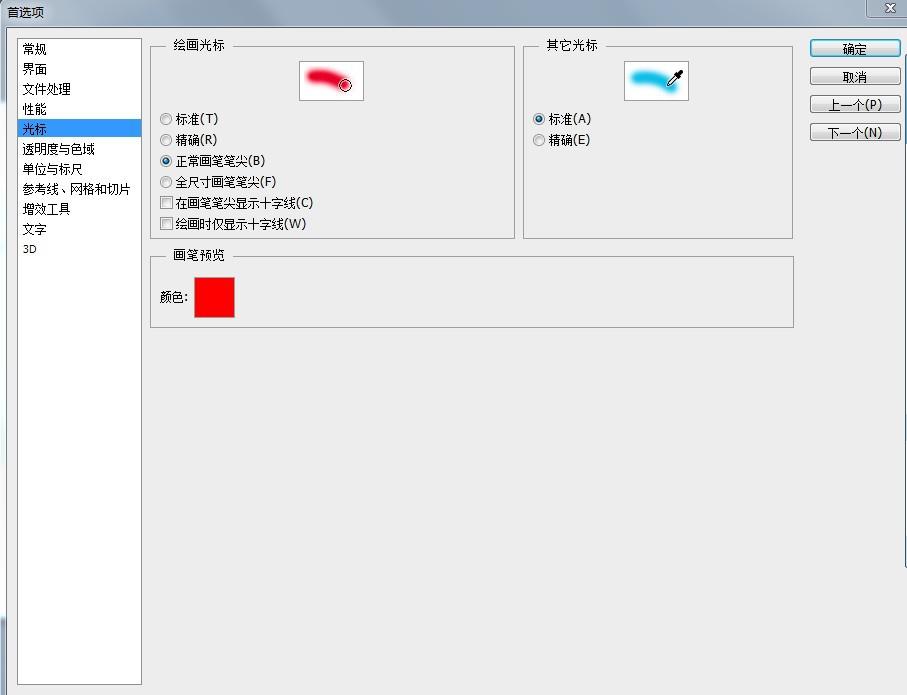 首选项
常规
界面
文件处理
性能
光标
透明度与色域
单位与标尺
参考线、网格和切片
增效工具
文字
3D
绘画光标
标准(T)
精确(R)
正常画笔笔尖(B)
全尺寸画笔笔尖(F)
在画笔笔尖显示十字线(C)
绘画时仅显示十字线(W)
其它光标
标准(A)
精确(E)
画笔预览
颜色:
确定
取消
上一个(P)
下一个(N)